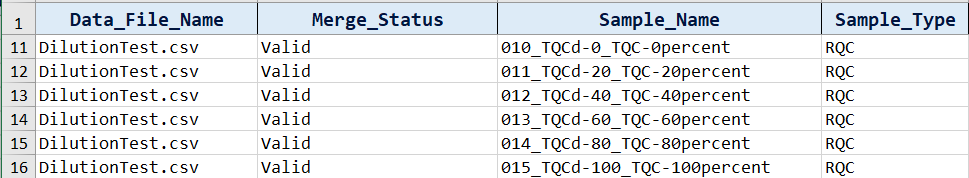 1 Data_File_Name Merge_Status Sample_Name Sample_Type
11 DilutionTest.csv Valid 010_TQCd-0_TQC-0percent RQC
12 DilutionTest.csv Valid 011_TQCd-20_TQC-20percent RQC
13 DilutionTest.csv Valid 012_TQCd-40_TQC-40percent RQC
14 DilutionTest.csv Valid 013_TQCd-60_TQC-60percent RQC
15 DilutionTest.csv Valid 014_TQCd-80_TQC-80percent RQC
16 DilutionTest.csv Valid 015_TQCd-100_TQC-100percent RQC